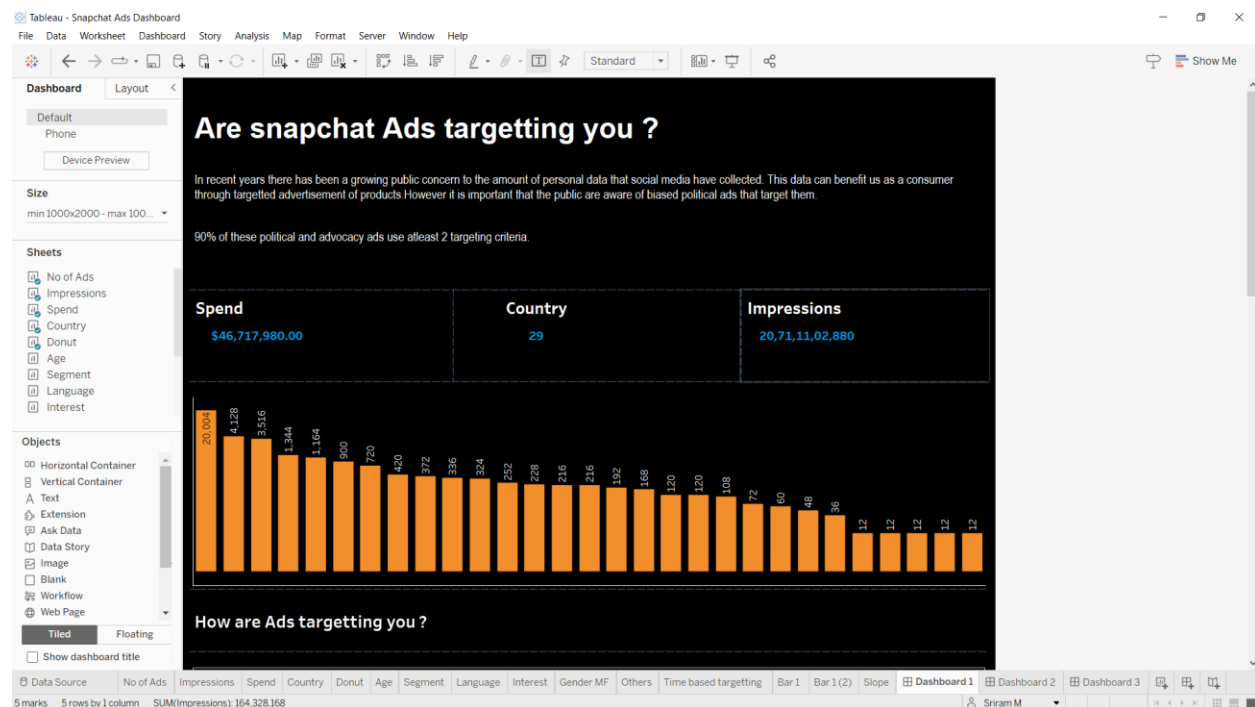 Tableau - Snapchat Ads Dashboard
File Data Worksheet Dashboard Story Analysis Map Format Server Window Help
Standard
Show Me
Dashboard Layout
Default
Phone
Device Preview
Size
min 1000x2000 - max 100...
Sheets
No of Ads
Impressions
Spend
Country
Donut
Age
Segment
Language
Interest
Objects
Horizontal Container
Vertical Container
Text
Extension
Ask Data
Data Story
Image
Blank
Workflow
Web Page
Tiled Floating
Show dashboard title
Are snapchat Ads targetting you ?
In recent years there has been a growing public concern to the amount of personal data that social media have collected. This data can benefit us as a consumer
through targetted advertisement of products.However it is important that the public are aware of biased political ads that target them.
90% of these political and advocacy ads use atleast 2 targeting criteria.
Spend Country Impressions
$46,717,980.00 29 20,71,11,02,880
20,004 4,128 3,516 1,344 1,164 900 720 420 372 336 324 252 228 216 216 192 168 120 120 108 72 60 48 36 12 12 12 12 12
How are Ads targetting you ?
Data Source No of Ads Impressions Spend Country Donut Age Segment Language Interest Gender MF Others Time based targetting Bar 1 Bar 1 (2) Slope Dashboard 1 Dashboard 2 Dashboard 3
5 marks 5 rows by 1 column SUM(Impressions): 164.328.168 Sriram M